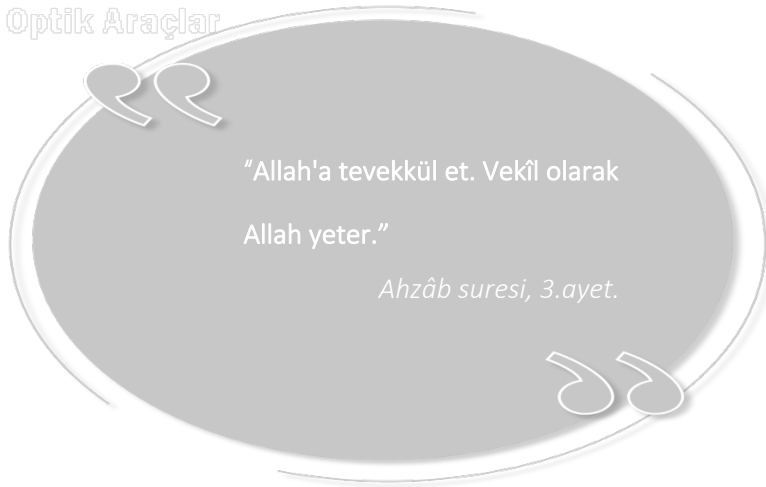 Optik Araçlar
“Allah'a tevekkül et. Vekîl olarak
Allah yeter.”
Ahzâb suresi, 3.ayet.